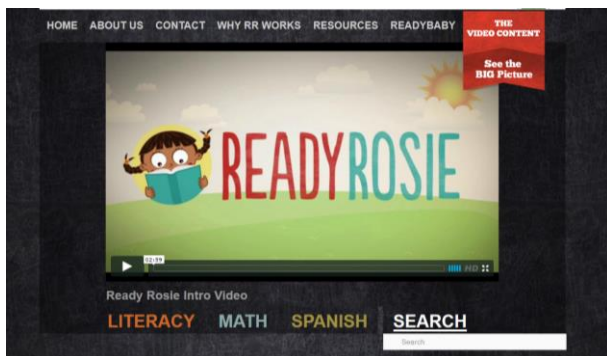 HOME ABOUT US CONTACT WHY RR WORKS RESOURCES READYBABY
THE
VIDEO CONTENT
See the
BIG Picture
READYROSIE
02:39
HD
Ready Rosie Intro Video
LITERACY MATH SPANISH SEARCH
Search